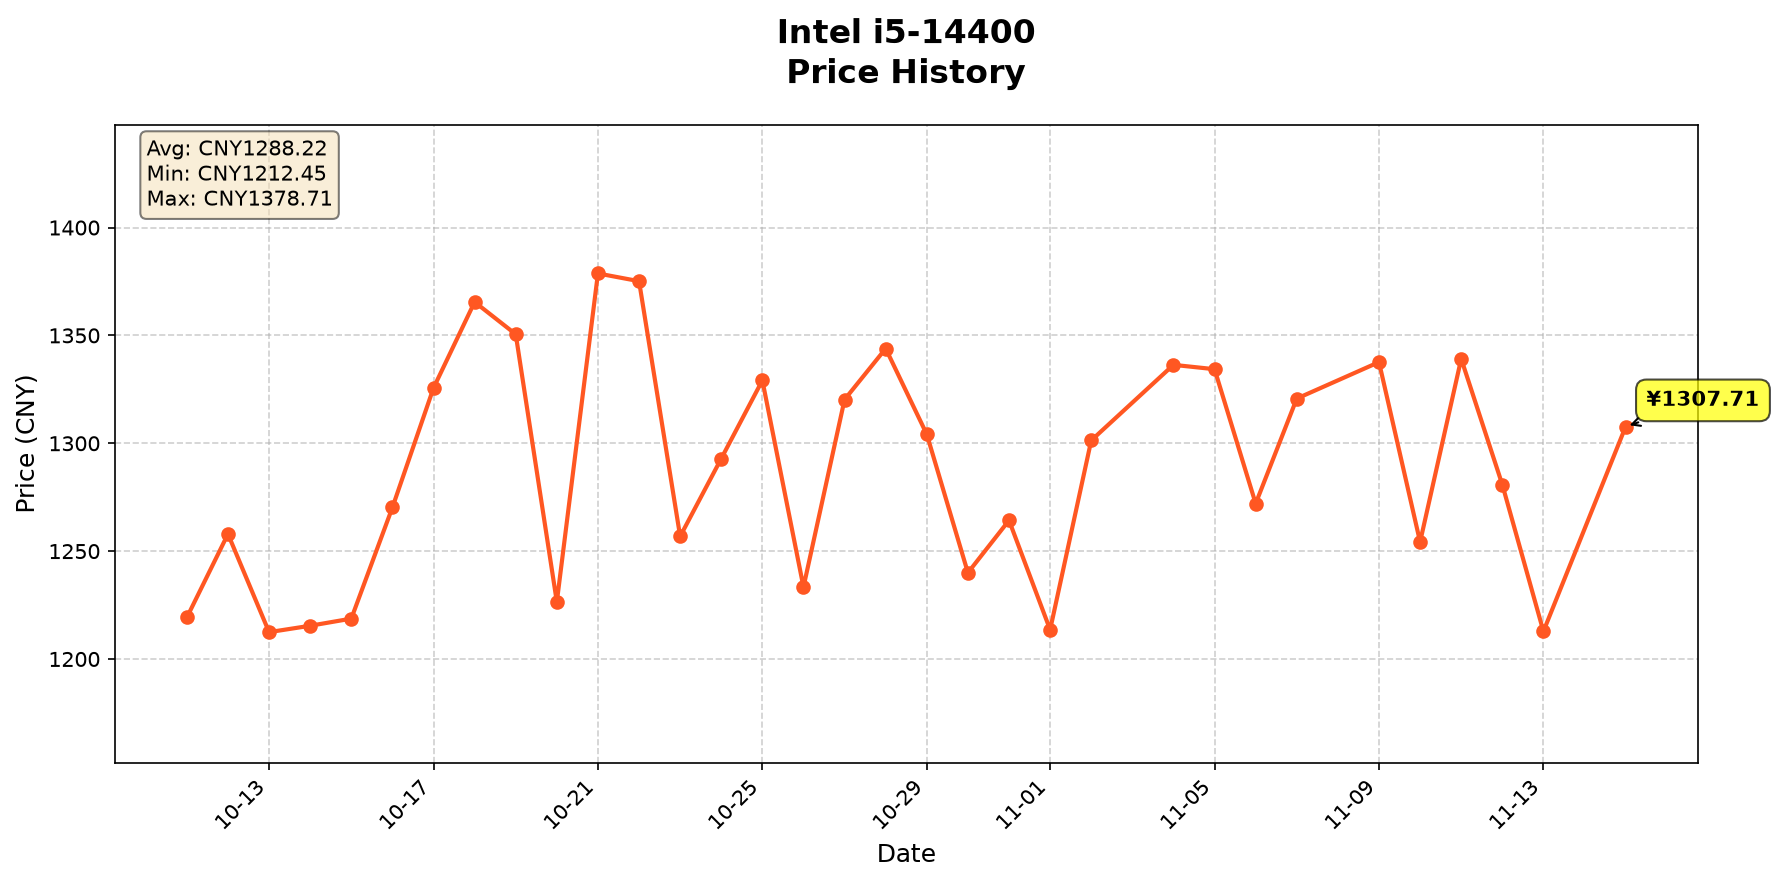 Intel i5-14400
Price History
Avg: CNY1288.22
Min: CNY1212.45
Max: CNY1378.71
Price (CNY)
1400
1350
1300
1250
1200
¥1307.71
10-13
10-17
10-21
10-25
10-29
11-01
11-05
11-09
11-13
Date